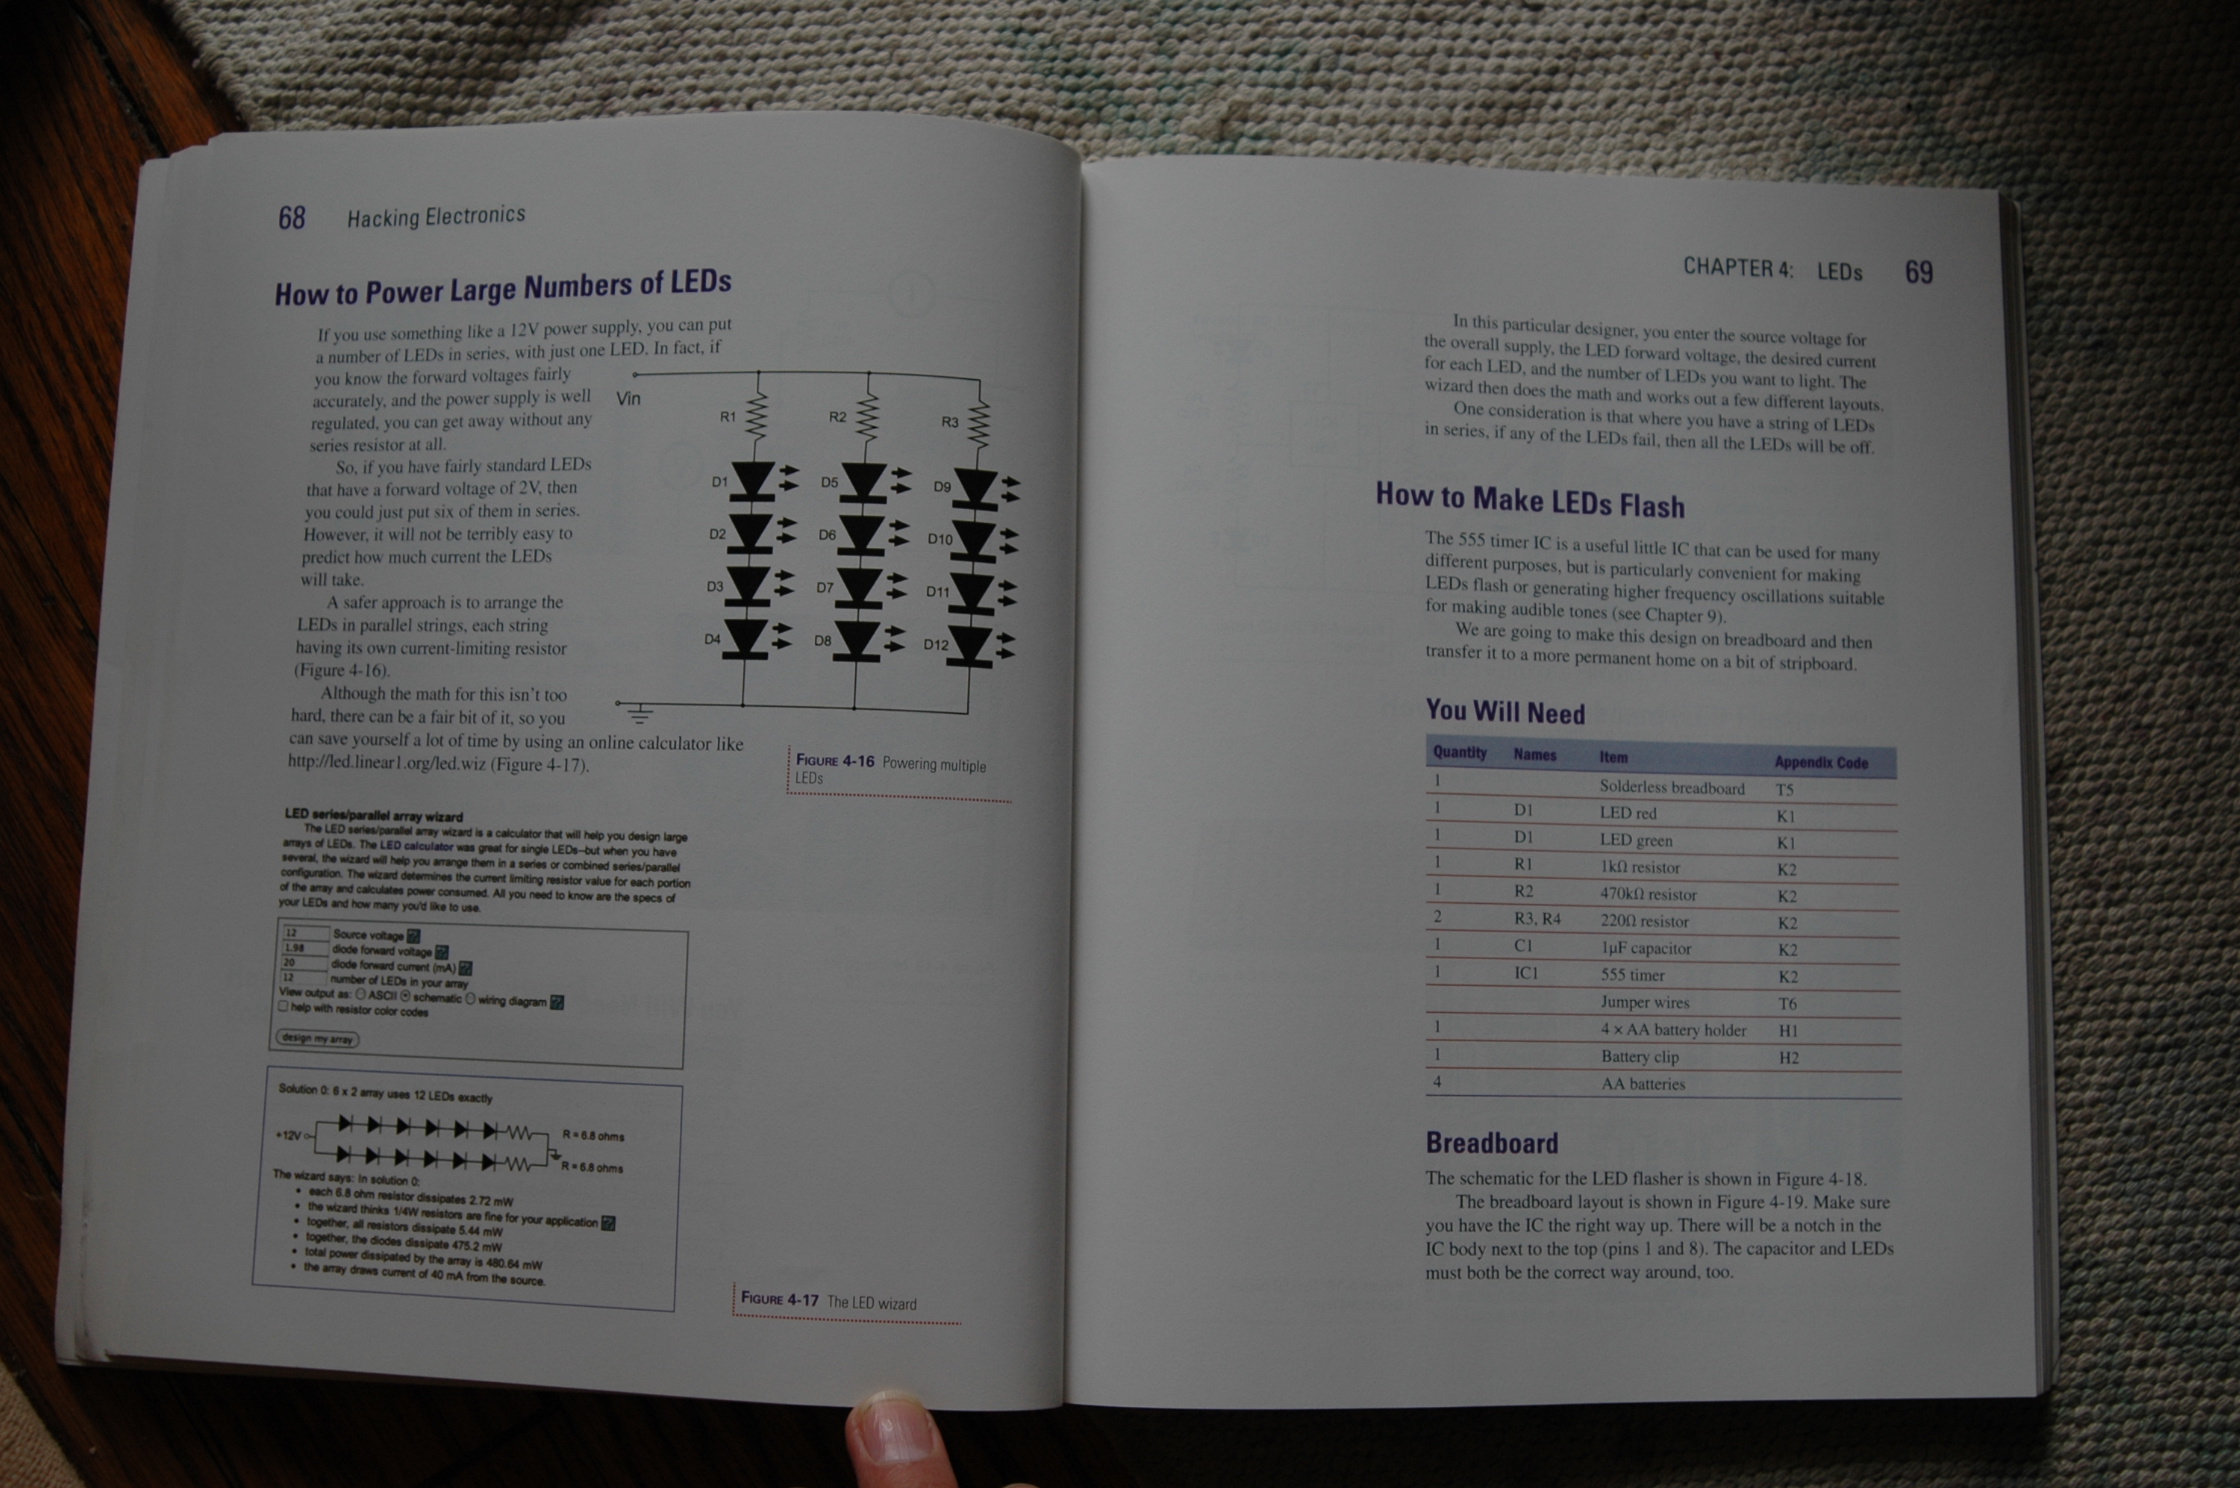 68 Hacking Electronics
How to Power Large Numbers of LEDs
If you use something like a 12V power supply, you can put
a number of LEDs in series, with just one LED. In fact, if
you know the forward voltages fairly
accurately, and the power supply is well
regulated, you can get away without any
series resistor at all.
So, if you have fairly standard LEDs
that have a forward voltage of 2V, then
you could just put six of them in series.
However, it will not be terribly easy to
predict how much current the LEDs
will take.
A safer approach is to arrange the
LEDs in parallel strings, each string
having its own current-limiting resistor
(Figure 4-16).
Although the math for this isn't too
hard, there can be a fair bit of it, so you
can save yourself a lot of time by using an online calculator like
http://led.linear1.org/led.wiz (Figure 4-17).
Vin
R1 R2 R3
D1 D5 D9
D2 D6 D10
D3 D7 D11
D4 D8 D12
FIGURE 4-16 Powering multiple
LEDs
LED series/parallel array wizard
The LED series/parallel array wizard is a calculator that will help you design large
arrays of LEDs. The LED calculator was great for single LEDs--but when you have
several, the wizard will help you arrange them in a series or combined series/parallel
configuration. The wizard determines the current limiting resistor value for each portion
of the array and calculates power consumed. All you need to know are the specs of
your LEDs and how many you'd like to use.
12 Source voltage ?
1.98 diode forward voltage ?
20 diode forward current (mA) ?
12 number of LEDs in your array
View output as: ASCII schematic wiring diagram ?
help with resistor color codes
design my array
Solution 0: 6 x 2 array uses 12 LEDs exactly
+12V R = 6.8 ohms
R = 6.8 ohms
The wizard says: In solution 0:
• each 6.8 ohm resistor dissipates 2.72 mW
• the wizard thinks 1/4W resistors are fine for your application ?
• together, all resistors dissipate 5.44 mW
• together, the diodes dissipate 475.2 mW
• total power dissipated by the array is 480.64 mW
• the array draws current of 40 mA from the source.
FIGURE 4-17 The LED wizard
CHAPTER 4: LEDs 69
In this particular designer, you enter the source voltage for
the overall supply, the LED forward voltage, the desired current
for each LED, and the number of LEDs you want to light. The
wizard then does the math and works out a few different layouts.
One consideration is that where you have a string of LEDs
in series, if any of the LEDs fail, then all the LEDs will be off.
How to Make LEDs Flash
The 555 timer IC is a useful little IC that can be used for many
different purposes, but is particularly convenient for making
LEDs flash or generating higher frequency oscillations suitable
for making audible tones (see Chapter 9).
We are going to make this design on breadboard and then
transfer it to a more permanent home on a bit of stripboard.
You Will Need
Quantity Names Item Appendix Code
1 Solderless breadboard T5
1 D1 LED red K1
1 D1 LED green K1
1 R1 1kΩ resistor K2
1 R2 470kΩ resistor K2
2 R3, R4 220Ω resistor K2
1 C1 1μF capacitor K2
1 IC1 555 timer K2
Jumper wires T6
1 4 × AA battery holder H1
1 Battery clip H2
4 AA batteries
Breadboard
The schematic for the LED flasher is shown in Figure 4-18.
The breadboard layout is shown in Figure 4-19. Make sure
you have the IC the right way up. There will be a notch in the
IC body next to the top (pins 1 and 8). The capacitor and LEDs
must both be the correct way around, too.